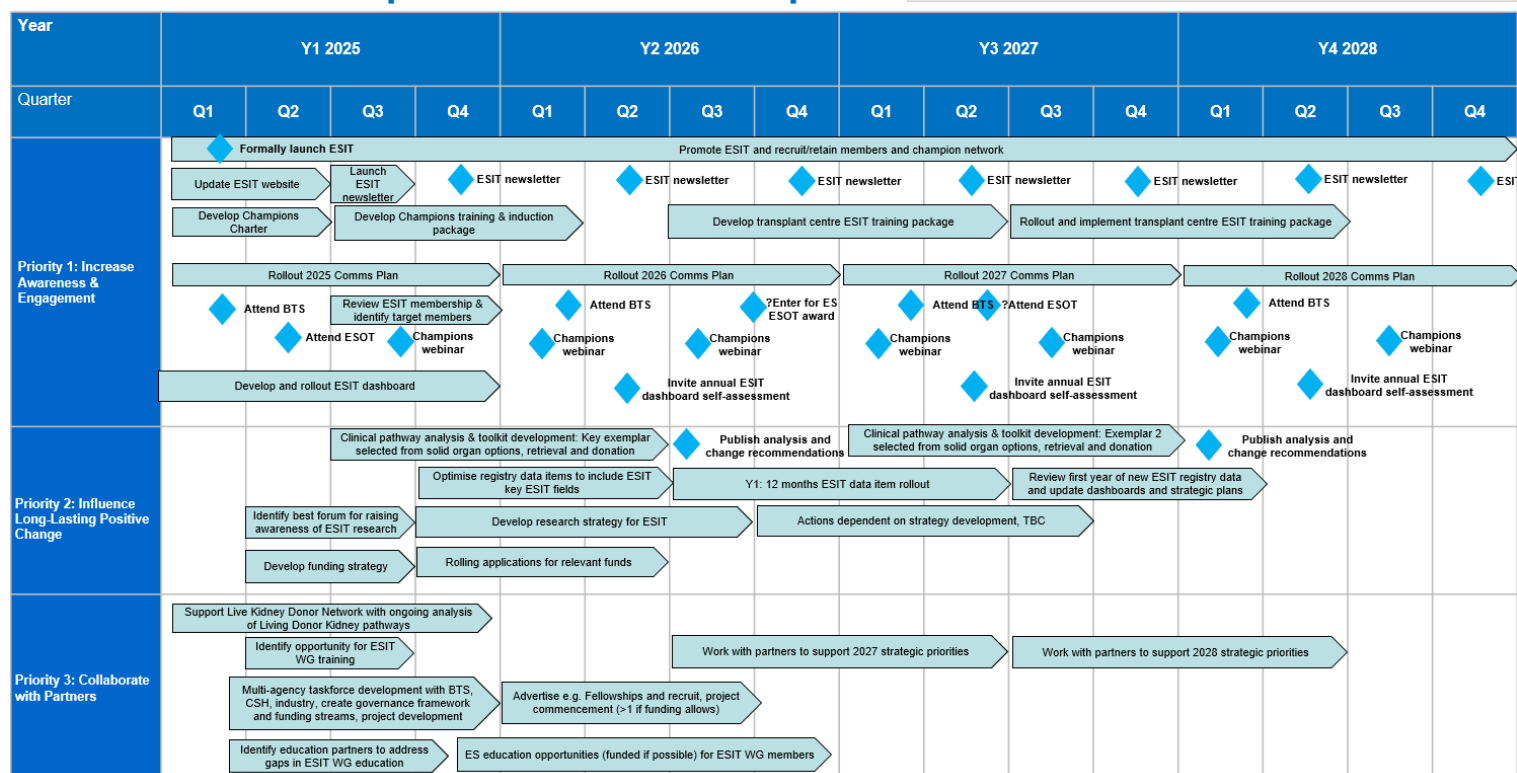 Year
Y1 2025
Y2 2026
Y3 2027
Y4 2028
Quarter
Q1
Q2
Q3
Q4
Q1
Q2
Q3
Q4
Q1
Q2
Q3
Q4
Q1
Q2
Q3
Q4
Priority 1: Increase
Awareness &
Engagement
Formally launch ESIT
Promote ESIT and recruit/retain members and champion network
Update ESIT website
Launch
ESIT
newsletter
ESIT newsletter
ESIT newsletter
ESIT newsletter
ESIT newsletter
ESIT newsletter
ESIT newsletter
ESI
Develop Champions
Charter
Develop Champions training & induction
package
Develop transplant centre ESIT training package
Rollout and implement transplant centre ESIT training package
Rollout 2025 Comms Plan
Rollout 2026 Comms Plan
Rollout 2027 Comms Plan
Rollout 2028 Comms Plan
Attend BTS
Review ESIT membership &
identify target members
Attend BTS
?Enter for ES
ESOT award
Attend BTS
?Attend ESOT
Attend BTS
Attend ESOT
Champions
webinar
Champions
webinar
Champions
webinar
Champions
webinar
Champions
webinar
Champions
webinar
Champions
webinar
Develop and rollout ESIT dashboard
Invite annual ESIT
dashboard self-assessment
Invite annual ESIT
dashboard self-assessment
Invite annual ESIT
dashboard self-assessment
Priority 2: Influence
Long-Lasting Positive
Change
Clinical pathway analysis & toolkit development: Key exemplar
selected from solid organ options, retrieval and donation
Publish analysis and
change recommendations
Clinical pathway analysis & toolkit development: Exemplar 2
selected from solid organ options, retrieval and donation
Publish analysis and
change recommendations
Optimise registry data items to include ESIT
key ESIT fields
Y1: 12 months ESIT data item rollout
Review first year of new ESIT registry data
and update dashboards and strategic plans
Identify best forum for raising
awareness of ESIT research
Develop research strategy for ESIT
Actions dependent on strategy development, TBC
Develop funding strategy
Rolling applications for relevant funds
Priority 3: Collaborate
with Partners
Support Live Kidney Donor Network with ongoing analysis
of Living Donor Kidney pathways
Identify opportunity for ESIT
WG training
Work with partners to support 2027 strategic priorities
Work with partners to support 2028 strategic priorities
Multi-agency taskforce development with BTS,
CSH, industry, create governance framework
and funding streams, project development
Advertise e.g. Fellowships and recruit, project
commencement (>1 if funding allows)
Identify education partners to address
gaps in ESIT WG education
ES education opportunities (funded if possible) for ESIT WG members